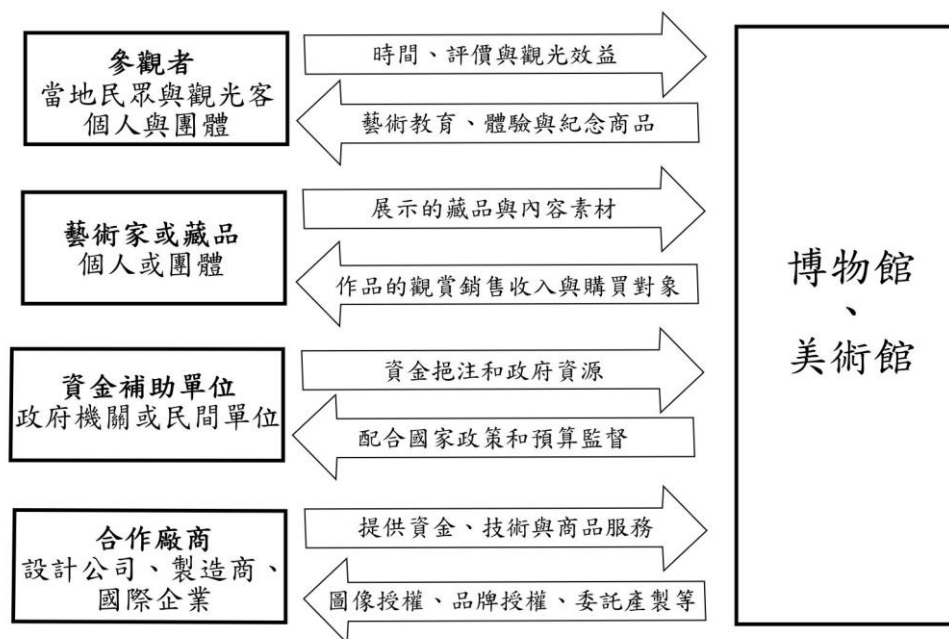 參觀者
當地民眾與觀光客
個人與團體
時間、評價與觀光效益
藝術教育、體驗與紀念商品
藝術家或藏品
個人或團體
展示的藏品與內容素材
作品的觀賞銷售收入與購買對象
資金補助單位
政府機關或民間單位
資金挹注和政府資源
配合國家政策和預算監督
合作廠商
設計公司、製造商、
國際企業
提供資金、技術與商品服務
圖像授權、品牌授權、委託產製等
博物館
、
美術館